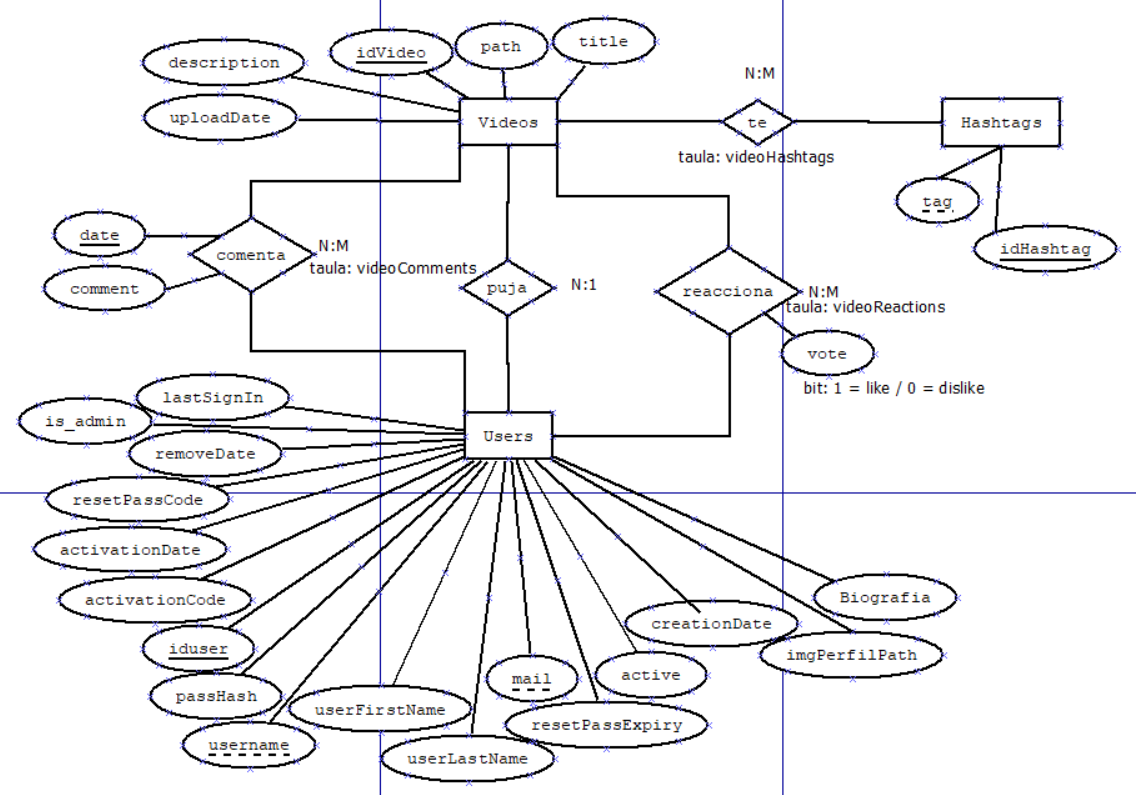 description
idVideo
path
title
uploadDate
Videos
N:M
te
taula: videoHashtags
Hashtags
tag
idHashtag
date
comment
comenta
N:M
taula: videoComments
puja
N:1
reacciona
N:M
taula: videoReactions
vote
bit: 1 = like / 0 = dislike
lastSignIn
is_admin
removeDate
Users
resetPassCode
activationDate
activationCode
iduser
passHash
username
userFirstName
userLastName
mail
resetPassExpiry
active
creationDate
Biografia
imgPerfilPath